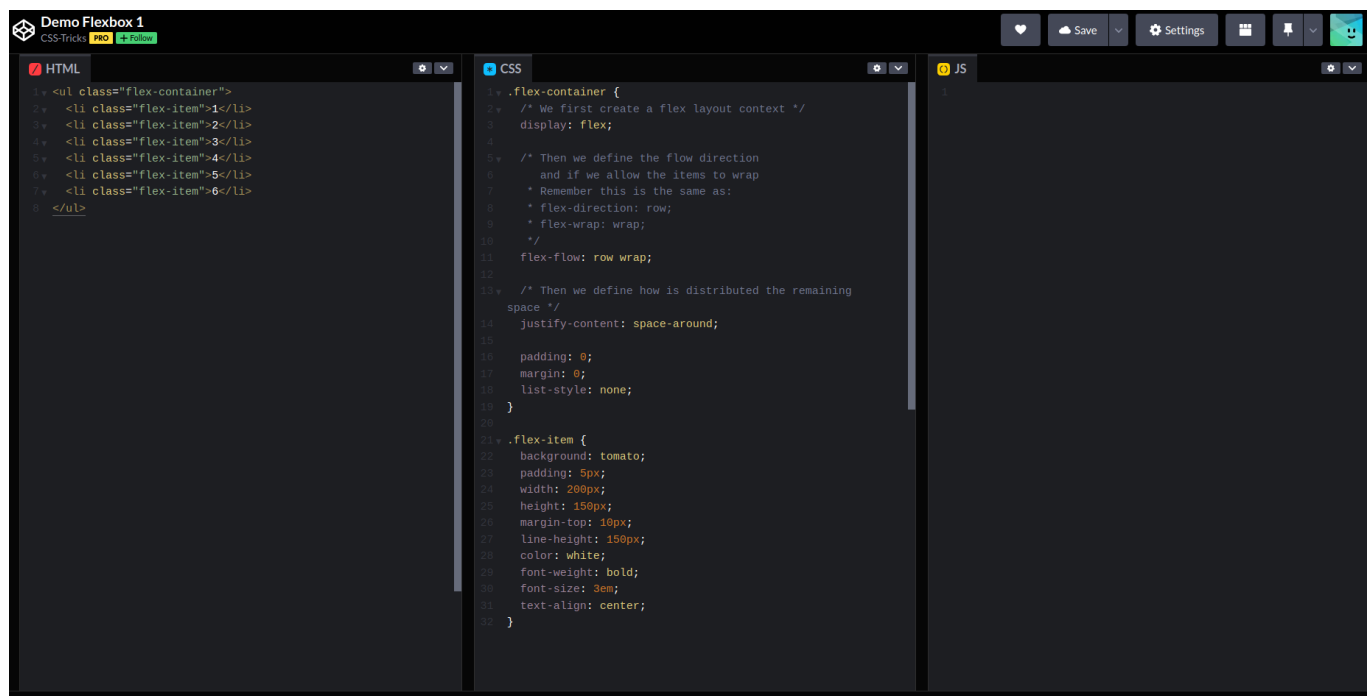 Demo Flexbox 1
CSS-Tricks PRO + Follow
Save
Settings
HTML
1 <ul class="flex-container">
2   <li class="flex-item">1</li>
3   <li class="flex-item">2</li>
4   <li class="flex-item">3</li>
5   <li class="flex-item">4</li>
6   <li class="flex-item">5</li>
7   <li class="flex-item">6</li>
8 </ul>
CSS
1 .flex-container {
2   /* We first create a flex layout context */
3   display: flex;
4
5   /* Then we define the flow direction
6      and if we allow the items to wrap
7    * Remember this is the same as:
8    * flex-direction: row;
9    * flex-wrap: wrap;
10    */
11   flex-flow: row wrap;
12
13   /* Then we define how is distributed the remaining
space */
14   justify-content: space-around;
15
16   padding: 0;
17   margin: 0;
18   list-style: none;
19 }
20
21 .flex-item {
22   background: tomato;
23   padding: 5px;
24   width: 200px;
25   height: 150px;
26   margin-top: 10px;
27   line-height: 150px;
28   color: white;
29   font-weight: bold;
30   font-size: 3em;
31   text-align: center;
32 }
JS
1